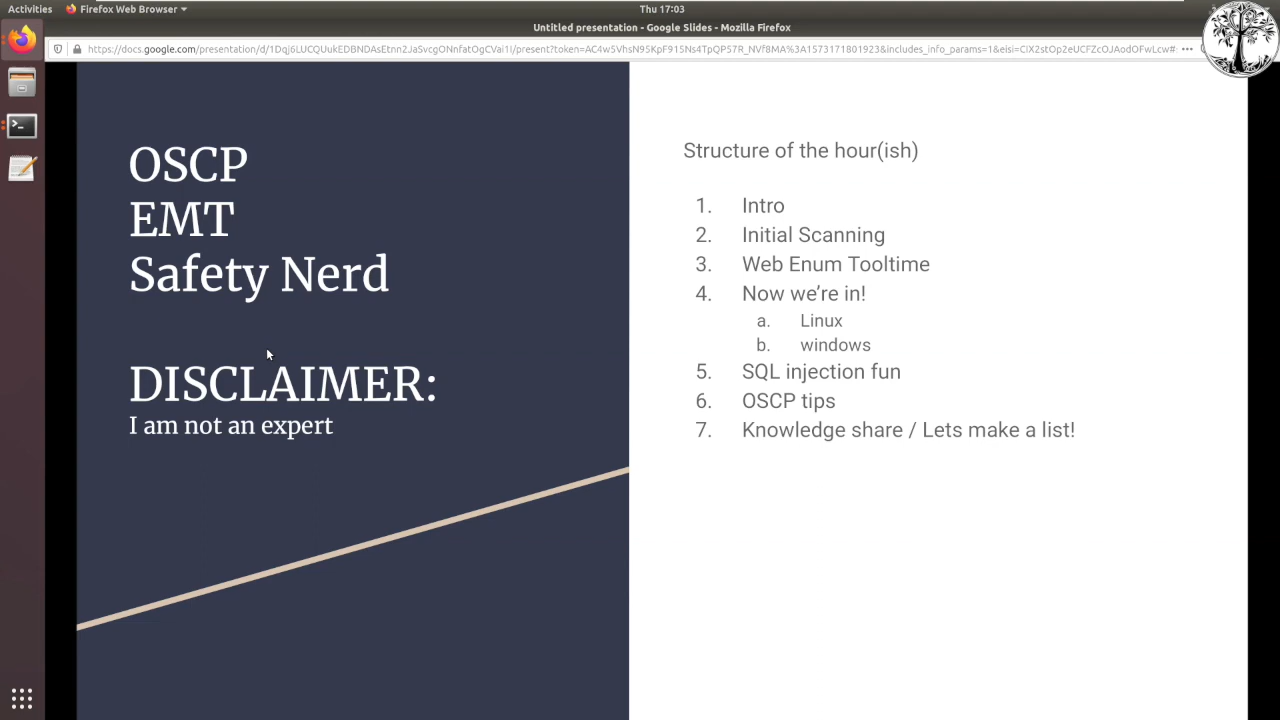 Activities
Firefox Web Browser
Thu 17:03
Untitled presentation - Google Slides - Mozilla Firefox
OSCP
EMT
Safety Nerd
DISCLAIMER:
I am not an expert
Structure of the hour(ish)
1. Intro
2. Initial Scanning
3. Web Enum Tooltime
4. Now we’re in!
a. Linux
b. windows
5. SQL injection fun
6. OSCP tips
7. Knowledge share / Lets make a list!